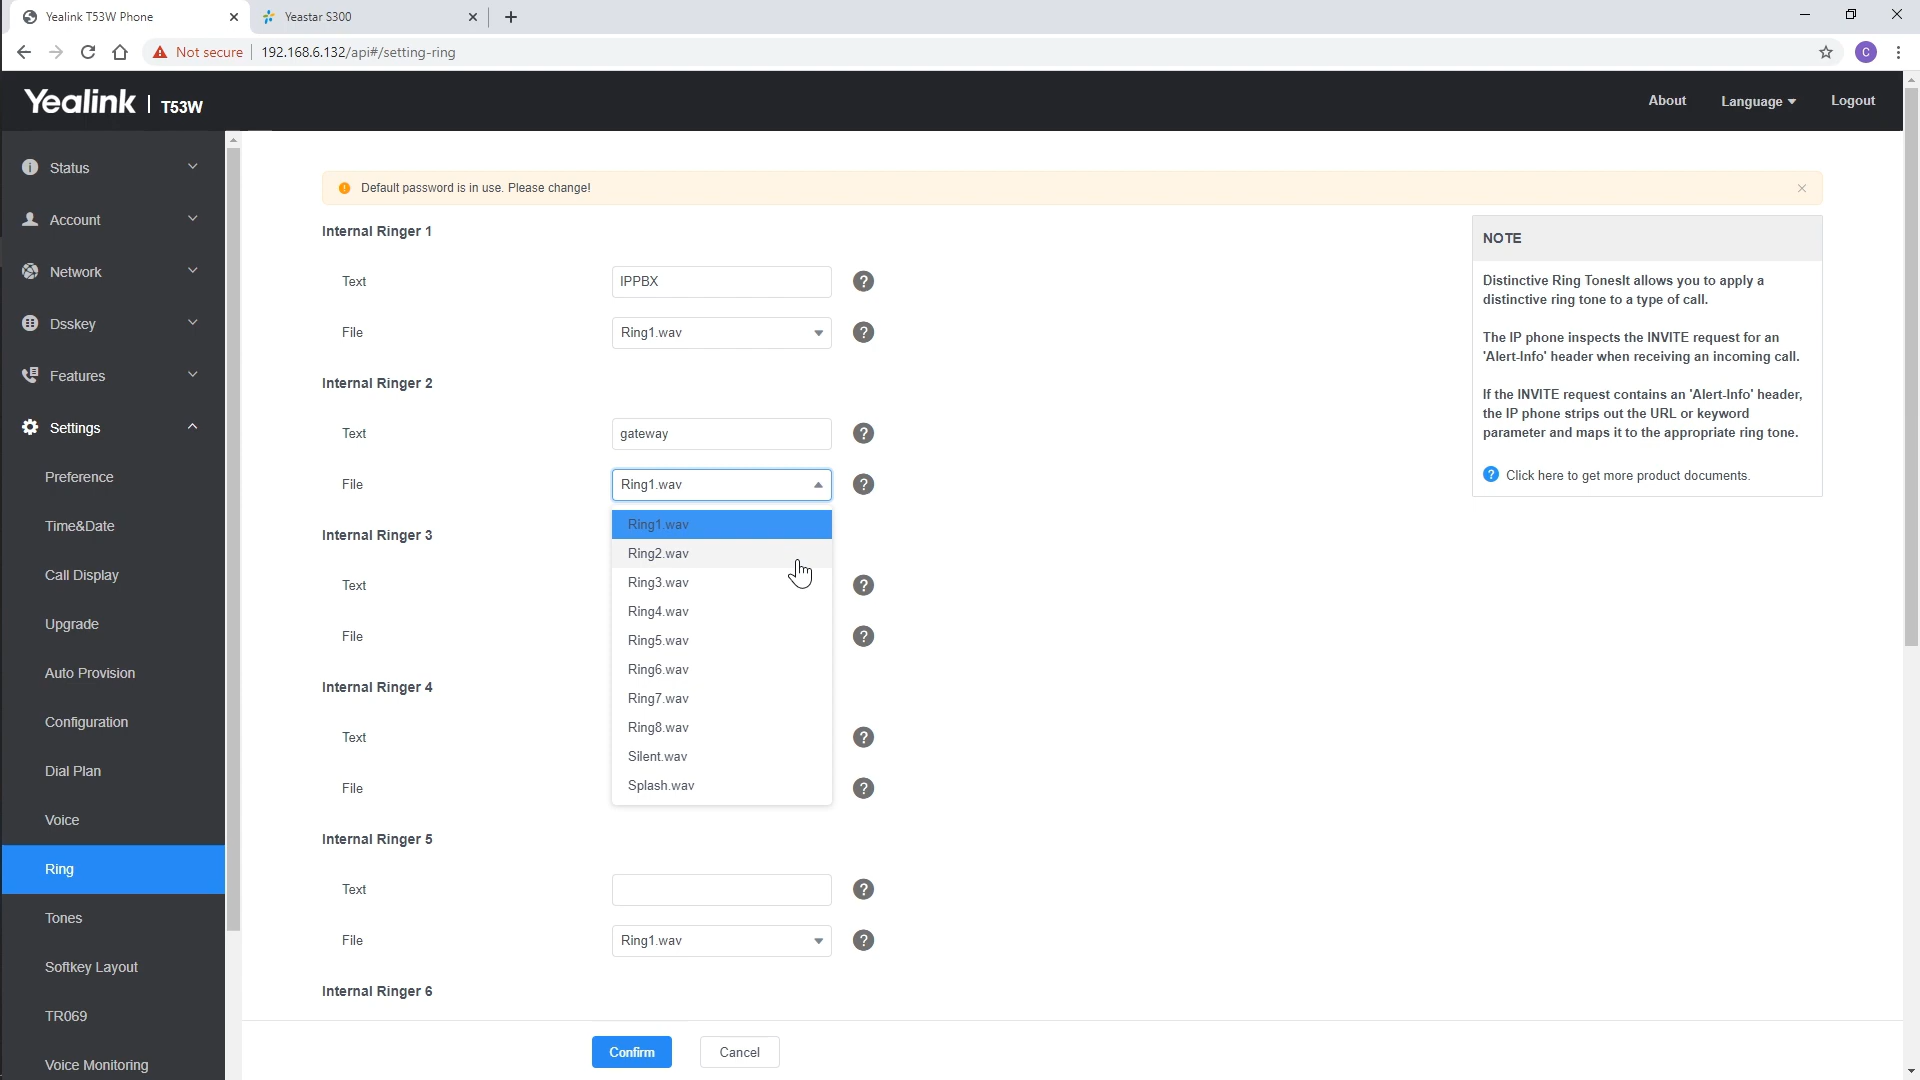 Yealink T53W Phone
Yeastar S300
Not secure
192.168.6.132/api#/setting-ring
C
Yealink | T53W
About
Language
Logout
Status
Account
Network
Dsskey
Features
Settings
Preference
Time&Date
Call Display
Upgrade
Auto Provision
Configuration
Dial Plan
Voice
Ring
Tones
Softkey Layout
TR069
Voice Monitoring
Default password is in use. Please change!
Internal Ringer 1
Text
IPPBX
File
Ring1.wav
Internal Ringer 2
Text
gateway
File
Ring1.wav
Ring1.wav
Ring2.wav
Ring3.wav
Ring4.wav
Ring5.wav
Ring6.wav
Ring7.wav
Ring8.wav
Silent.wav
Splash.wav
Internal Ringer 3
Text
File
Internal Ringer 4
Text
File
Internal Ringer 5
Text
File
Ring1.wav
Internal Ringer 6
Confirm
Cancel
NOTE
Distinctive Ring TonesIt allows you to apply a
distinctive ring tone to a type of call.
The IP phone inspects the INVITE request for an
'Alert-Info' header when receiving an incoming call.
If the INVITE request contains an 'Alert-Info' header,
the IP phone strips out the URL or keyword
parameter and maps it to the appropriate ring tone.
Click here to get more product documents.